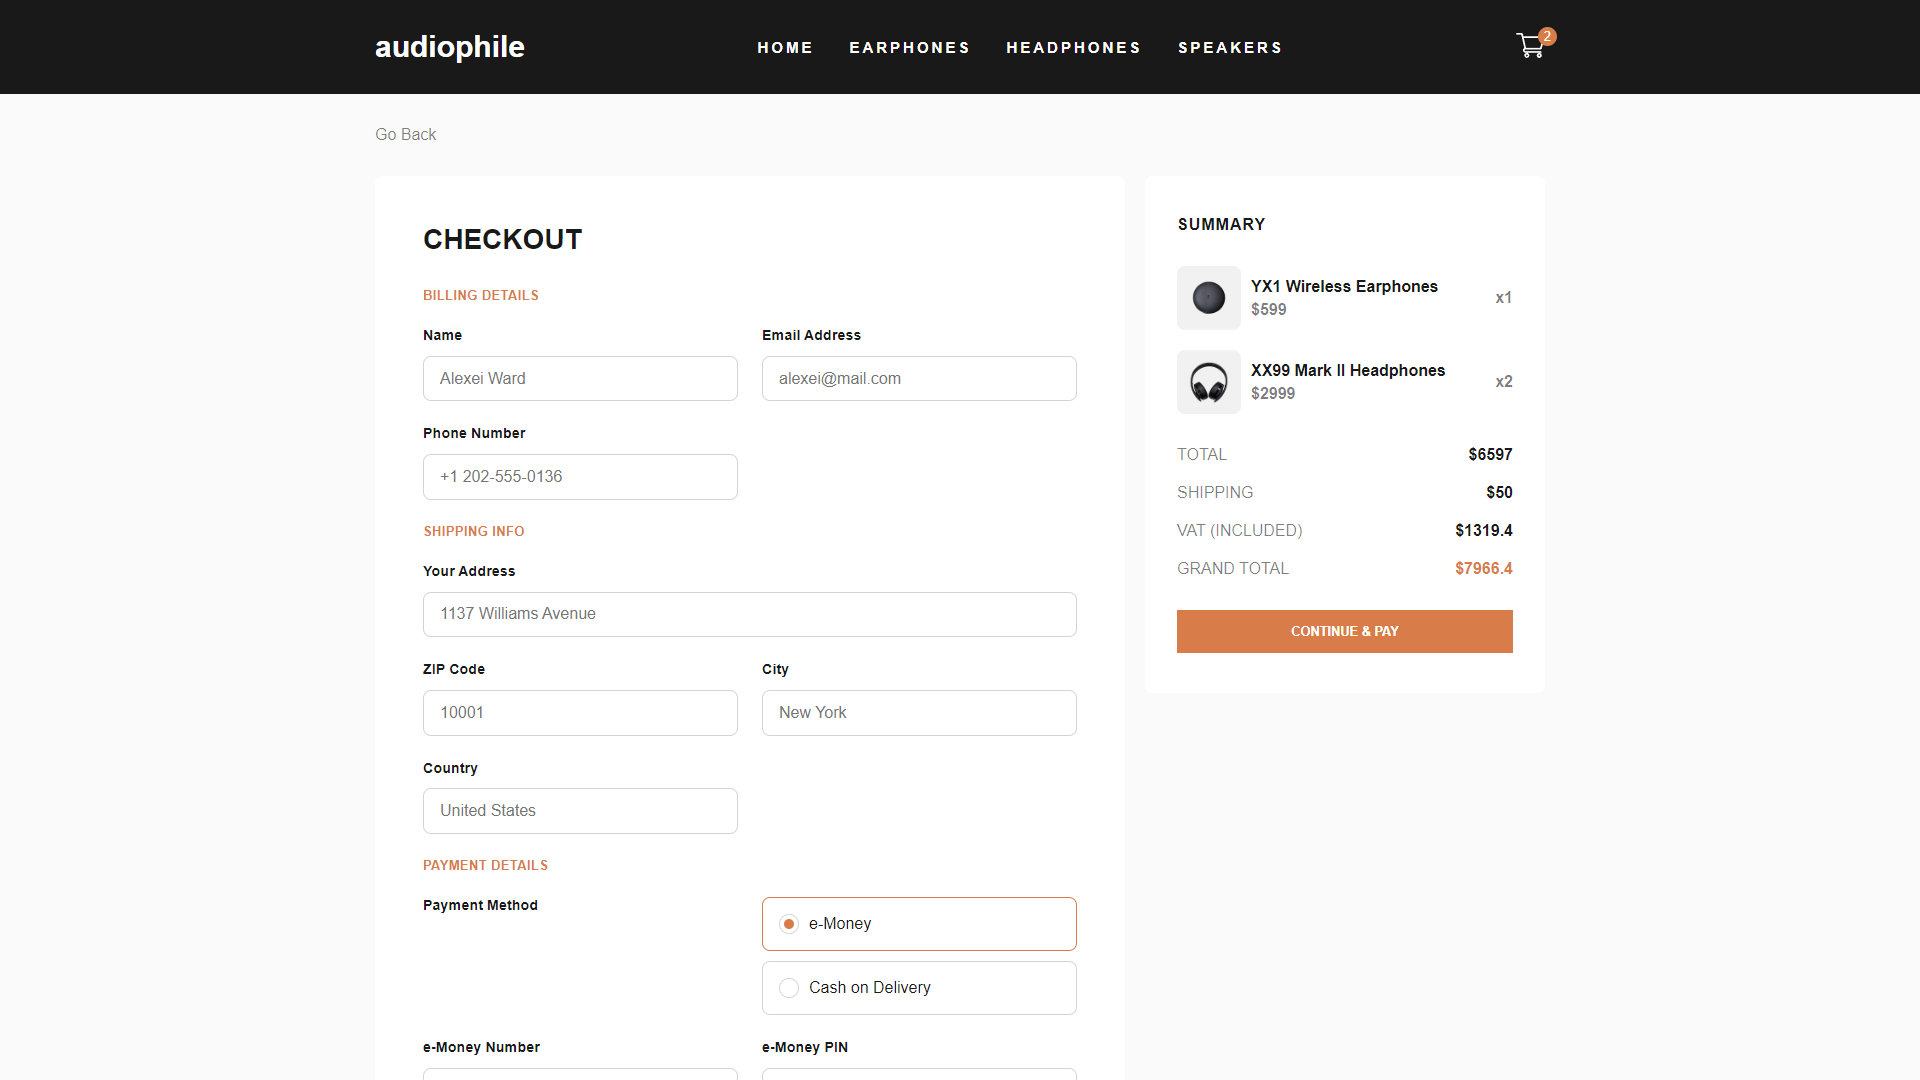 audiophile
HOME EARPHONES HEADPHONES SPEAKERS
2
Go Back
CHECKOUT
BILLING DETAILS
Name
Email Address
Alexei Ward
alexei@mail.com
Phone Number
+1 202-555-0136
SHIPPING INFO
Your Address
1137 Williams Avenue
ZIP Code
City
10001
New York
Country
United States
PAYMENT DETAILS
Payment Method
e-Money
Cash on Delivery
e-Money Number
e-Money PIN
SUMMARY
YX1 Wireless Earphones
$599
x1
XX99 Mark II Headphones
$2999
x2
TOTAL $6597
SHIPPING $50
VAT (INCLUDED) $1319.4
GRAND TOTAL $7966.4
CONTINUE & PAY